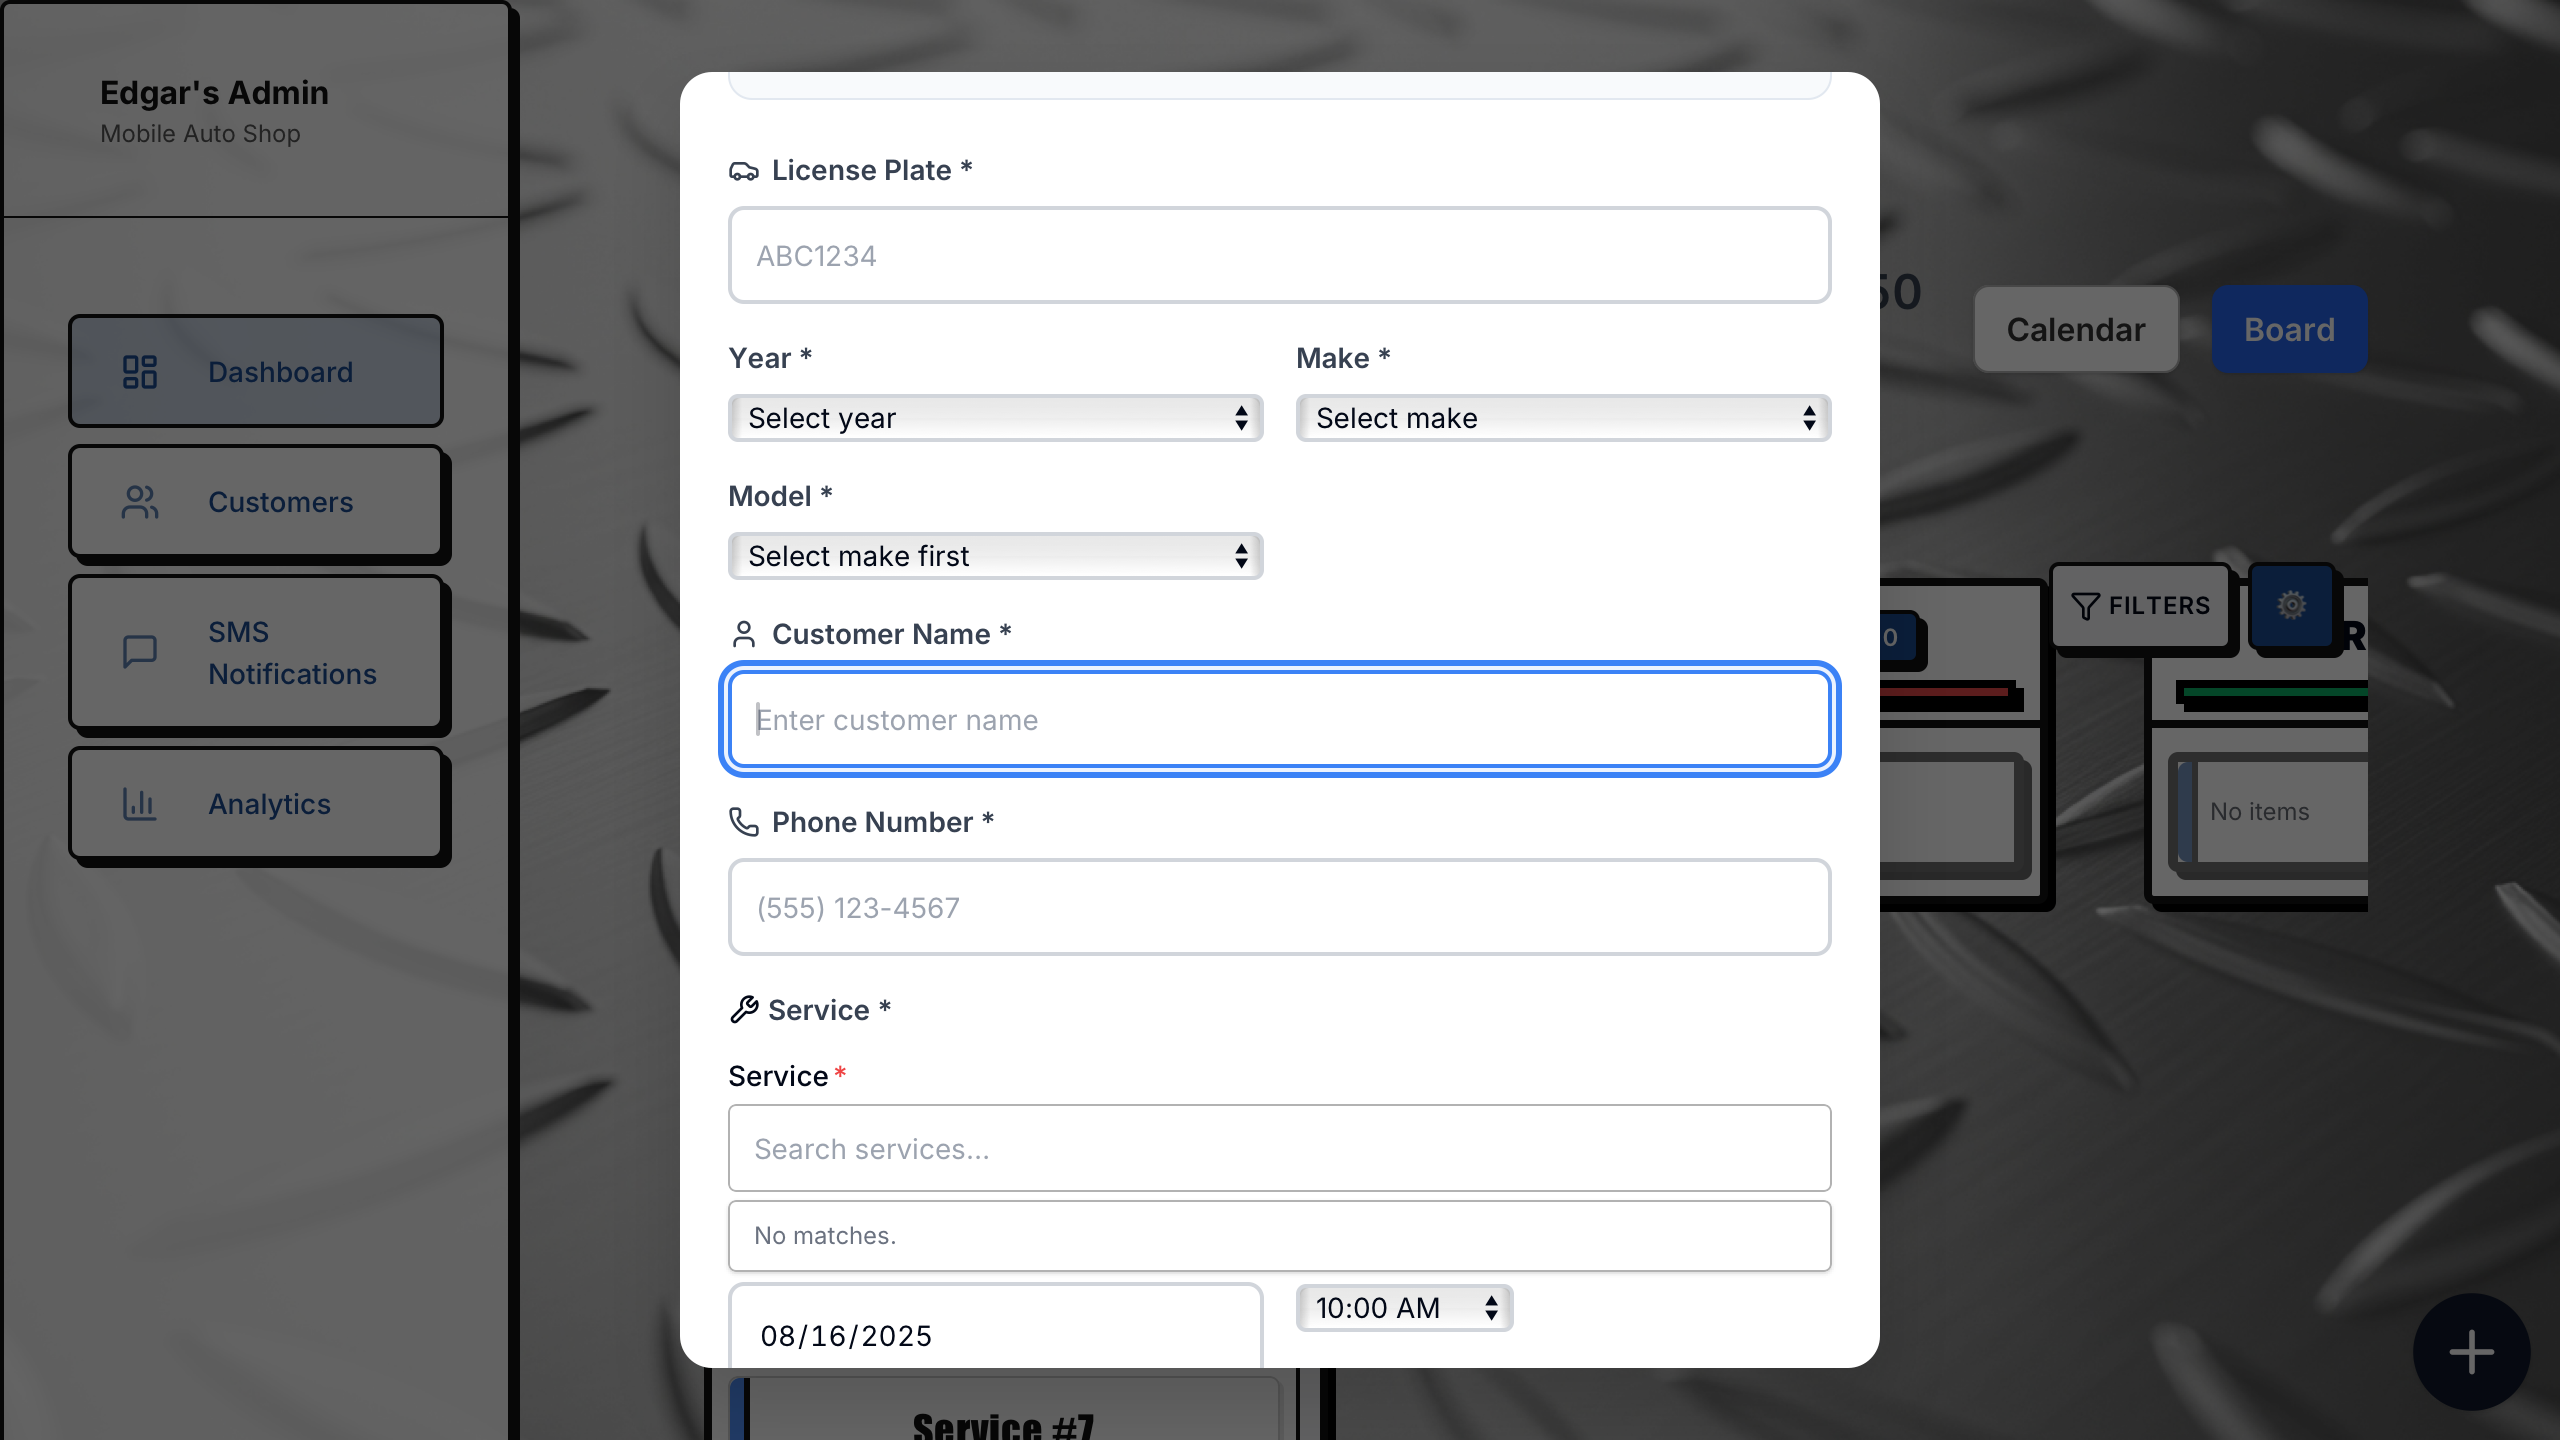 Edgar's Admin
Mobile Auto Shop
Dashboard
Customers
SMS
Notifications
Analytics
License Plate *
ABC1234
Year *
Make *
Select year
Select make
Model *
Select make first
Customer Name *
Enter customer name
Phone Number *
(555) 123-4567
Service *
Service *
Search services...
No matches.
08/16/2025
10:00 AM
50
Calendar
Board
FILTERS
0
R
No items
Service #7